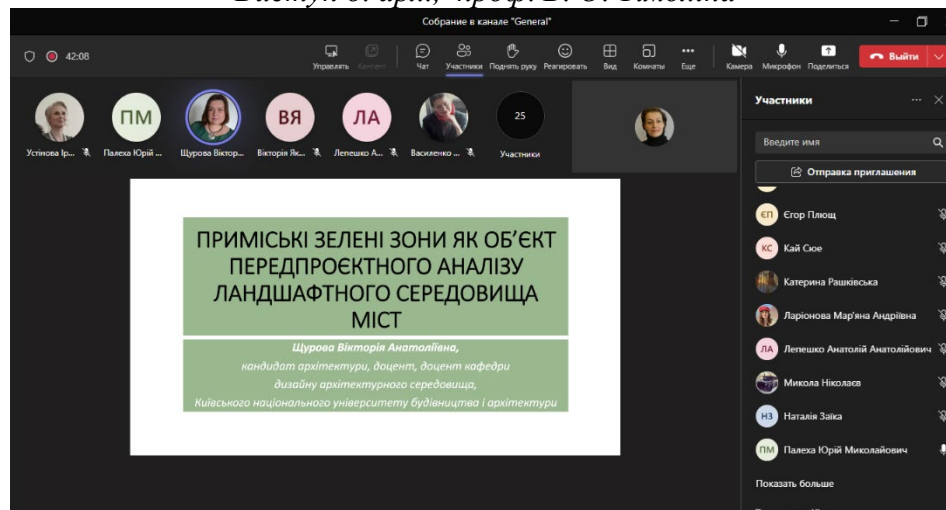 Собрание в канале "General"
42:08
Управлять
Чат
Участники
Поднять руку
Реагировать
Вид
Комнаты
Еще
Камера
Микрофон
Поделиться
Выйти
ПМ
ВЯ
ЛА
25
Устінова Ір...
Палеха Юрій ...
Щурова Віктор...
Вікторія Як...
Лепешко А...
Василенко ...
Участники
ПРИМІСЬКІ ЗЕЛЕНІ ЗОНИ ЯК ОБ’ЄКТ
ПЕРЕДПРОЄКТНОГО АНАЛІЗУ
ЛАНДШАФТНОГО СЕРЕДОВИЩА
МІСТ
Щурова Вікторія Анатоліївна,
кандидат архітектури, доцент, доцент кафедри
дизайну архітектурного середовища,
Київського національного університету будівництва і архітектури
Участники
Введите имя
Отправка приглашения
ЄП Єгор Плющ
КС Кай Сюе
Катерина Рашківська
Ларіонова Мар'яна Андріївна
ЛА Лепешко Анатолій Анатолійович
Микола Ніколаєв
НЗ Наталія Заїка
ПМ Палеха Юрій Миколайович
Показать больше